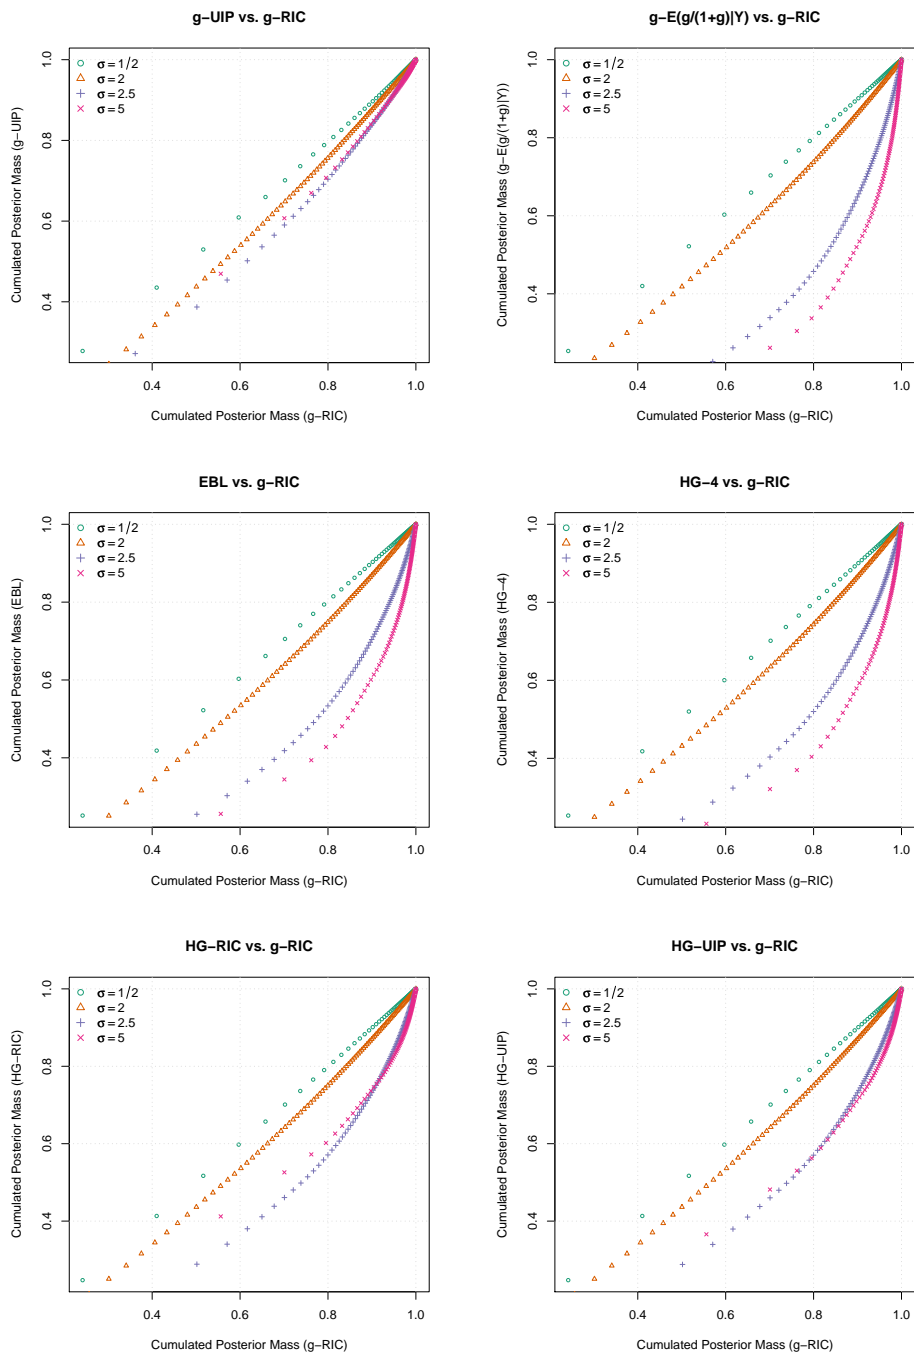 g−UIP vs. g−RIC
σ = 1/2
σ = 2
σ = 2.5
σ = 5
Cumulated Posterior Mass (g−UIP)
0.4
0.6
0.8
1.0
0.4 0.6 0.8 1.0
Cumulated Posterior Mass (g−RIC)
g−E(g/(1+g)|Y) vs. g−RIC
σ = 1/2
σ = 2
σ = 2.5
σ = 5
Cumulated Posterior Mass (g−E(g/(1+g)|Y))
0.4
0.6
0.8
1.0
0.4 0.6 0.8 1.0
Cumulated Posterior Mass (g−RIC)
EBL vs. g−RIC
σ = 1/2
σ = 2
σ = 2.5
σ = 5
Cumulated Posterior Mass (EBL)
0.4
0.6
0.8
1.0
0.4 0.6 0.8 1.0
Cumulated Posterior Mass (g−RIC)
HG−4 vs. g−RIC
σ = 1/2
σ = 2
σ = 2.5
σ = 5
Cumulated Posterior Mass (HG−4)
0.4
0.6
0.8
1.0
0.4 0.6 0.8 1.0
Cumulated Posterior Mass (g−RIC)
HG−RIC vs. g−RIC
σ = 1/2
σ = 2
σ = 2.5
σ = 5
Cumulated Posterior Mass (HG−RIC)
0.4
0.6
0.8
1.0
0.4 0.6 0.8 1.0
Cumulated Posterior Mass (g−RIC)
HG−UIP vs. g−RIC
σ = 1/2
σ = 2
σ = 2.5
σ = 5
Cumulated Posterior Mass (HG−UIP)
0.4
0.6
0.8
1.0
0.4 0.6 0.8 1.0
Cumulated Posterior Mass (g−RIC)